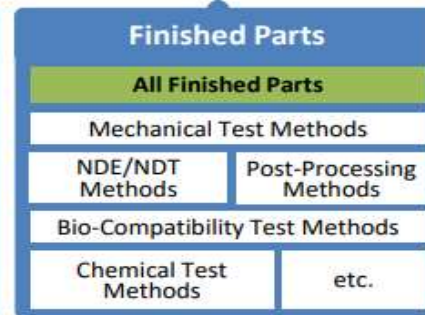 Finished Parts
All Finished Parts
Mechanical Test Methods
NDE/NDT
Methods
Post-Processing
Methods
Bio-Compatibility Test Methods
Chemical Test
Methods
etc.